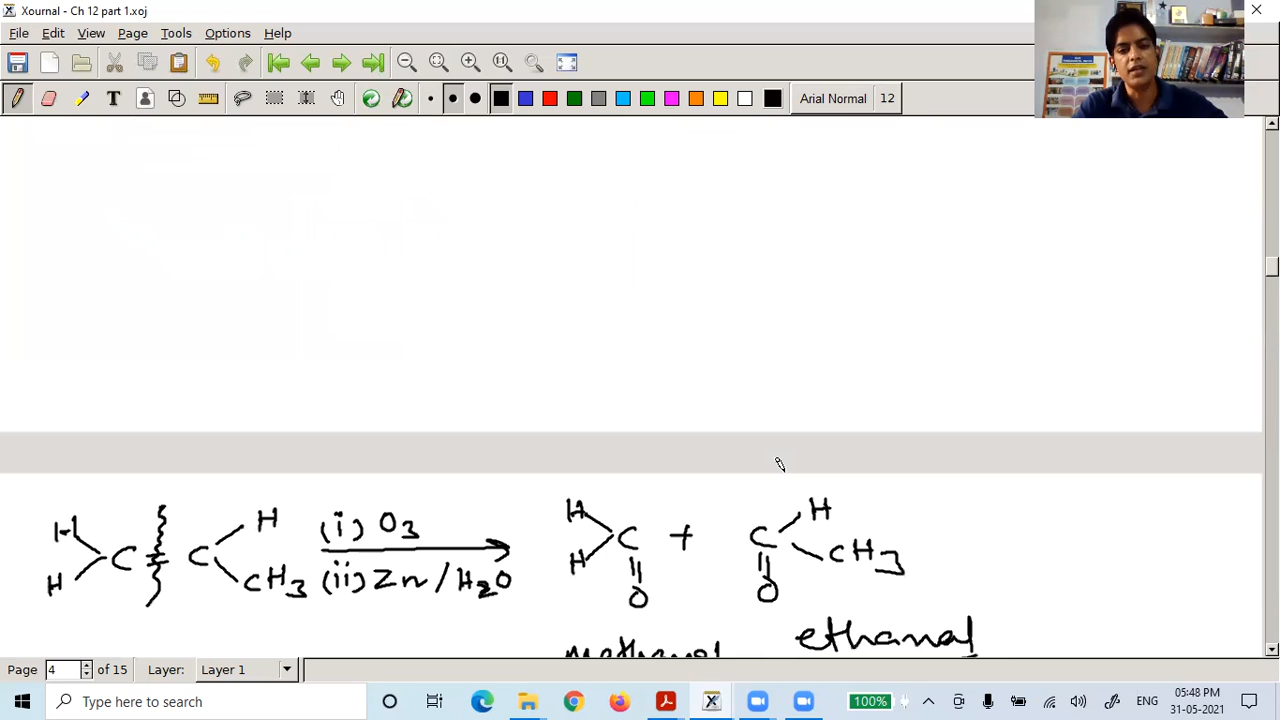 Xournal - Ch 12 part 1.xoj
File Edit View Page Tools Options Help
Arial Normal 12
H H C C H CH3 (i) O3 (ii) Zn / H2O H H C O + C H CH3 O
methanal ethanal
Page 4 of 15 Layer: Layer 1
Type here to search 100% ENG 05:48 PM
31-05-2021